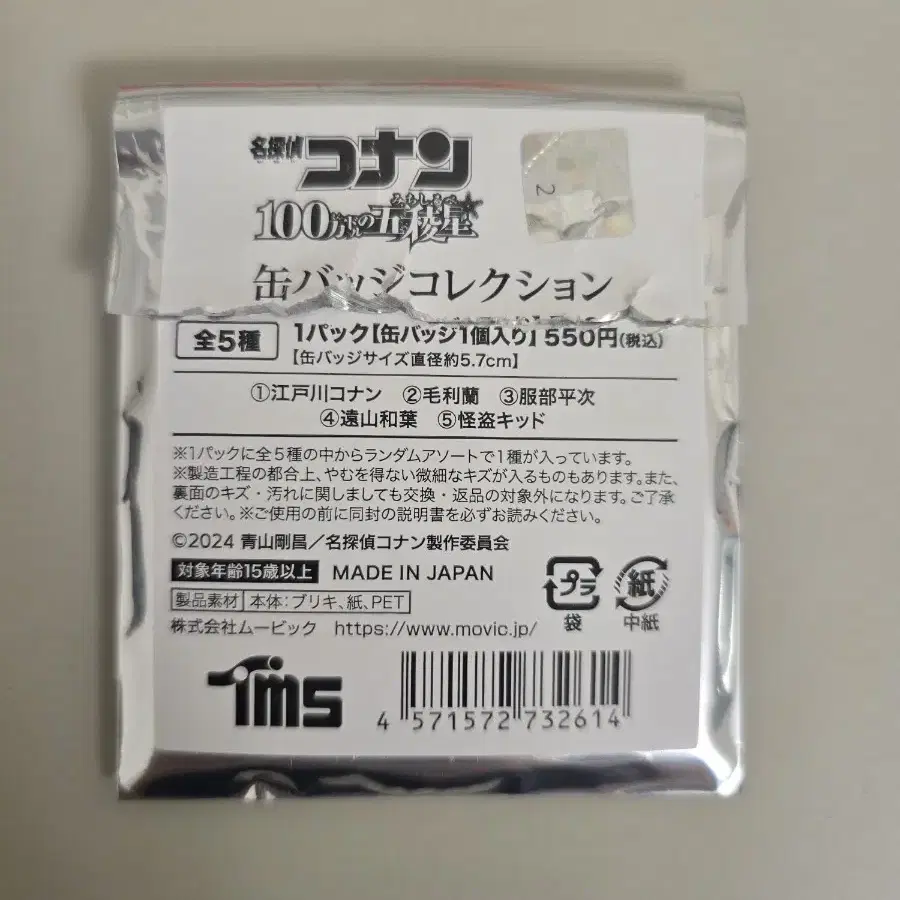 名探偵 コナン
みちしるべ
100万ドルの五稜星
2
缶バッジコレクション
全5種 1パック【缶バッジ1個入り】550円(税込)
【缶バッジサイズ直径約5.7cm】
①江戸川コナン ②毛利蘭 ③服部平次
④遠山和葉 ⑤怪盗キッド
※1パックに全5種の中からランダムアソートで1種が入っています。
※製造工程の都合上、やむを得ない微細なキズが入るものもあります。また、
裏面のキズ・汚れに関しましても交換・返品の対象外になります。ご了承
ください。※ご使用の前に同封の説明書を必ずお読みください。
©2024 青山剛昌/名探偵コナン製作委員会
対象年齢15歳以上 MADE IN JAPAN
製品素材 本体:ブリキ、紙、PET
株式会社ムービック https://www.movic.jp/
プラ 紙
袋 中紙
tms
4 571572 732614